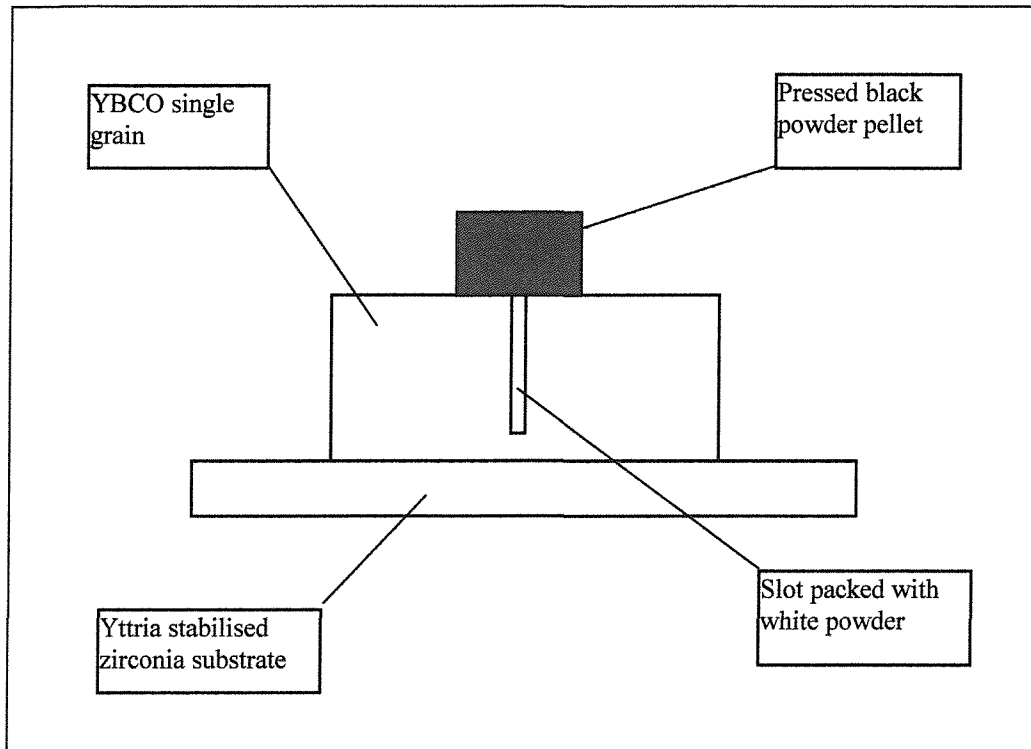 YBCO single
grain
Pressed black
powder pellet
Yttria stabilised
zirconia substrate
Slot packed with
white powder